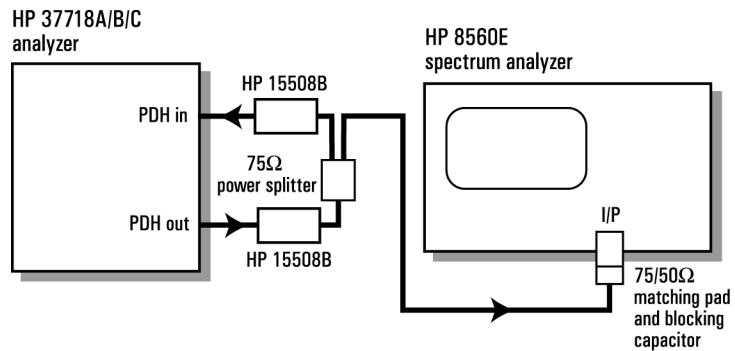 HP 37718A/B/C
analyzer
HP 8560E
spectrum analyzer
HP 15508B
PDH in
75Ω
power splitter
PDH out
HP 15508B
I/P
75/50Ω
matching pad
and blocking
capacitor